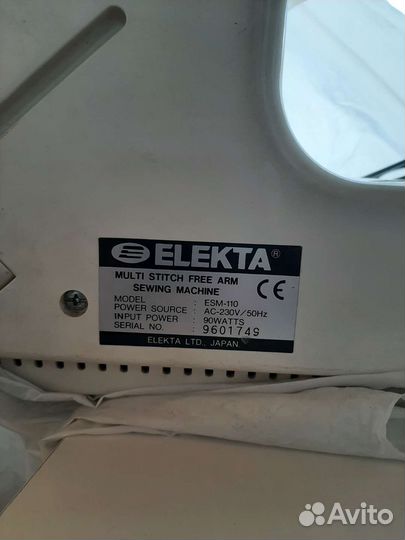 ELEKTA®
MULTI STITCH FREE ARM
SEWING MACHINE
CE
MODEL : ESM-110
POWER SOURCE : AC-230V/50Hz
INPUT POWER : 90WATTS
SERIAL NO. : 9601749
ELEKTA LTD., JAPAN
Avito